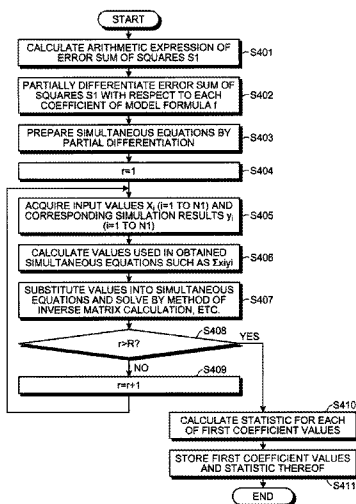 START
CALCULATE ARITHMETIC EXPRESSION OF
ERROR SUM OF SQUARES S1
S401
PARTIALLY DIFFERENTIATE ERROR SUM OF
SQUARES S1 WITH RESPECT TO EACH
COEFFICIENT OF MODEL FORMULA f
S402
PREPARE SIMULTANEOUS EQUATIONS BY
PARTIAL DIFFERENTIATION
S403
r=1
S404
ACQUIRE INPUT VALUES Xi (i=1 TO N1) AND
CORRESPONDING SIMULATION RESULTS yi
(i=1 TO N1)
S405
CALCULATE VALUES USED IN OBTAINED
SIMULTANEOUS EQUATIONS SUCH AS Σxiyi
S406
SUBSTITUTE VALUES INTO SIMULTANEOUS
EQUATIONS AND SOLVE BY METHOD OF
INVERSE MATRIX CALCULATION, ETC.
S407
r>R?
S408
YES
NO
S409
r=r+1
S410
CALCULATE STATISTIC FOR EACH
OF FIRST COEFFICIENT VALUES
STORE FIRST COEFFICIENT VALUES
AND STATISTIC THEREOF
S411
END